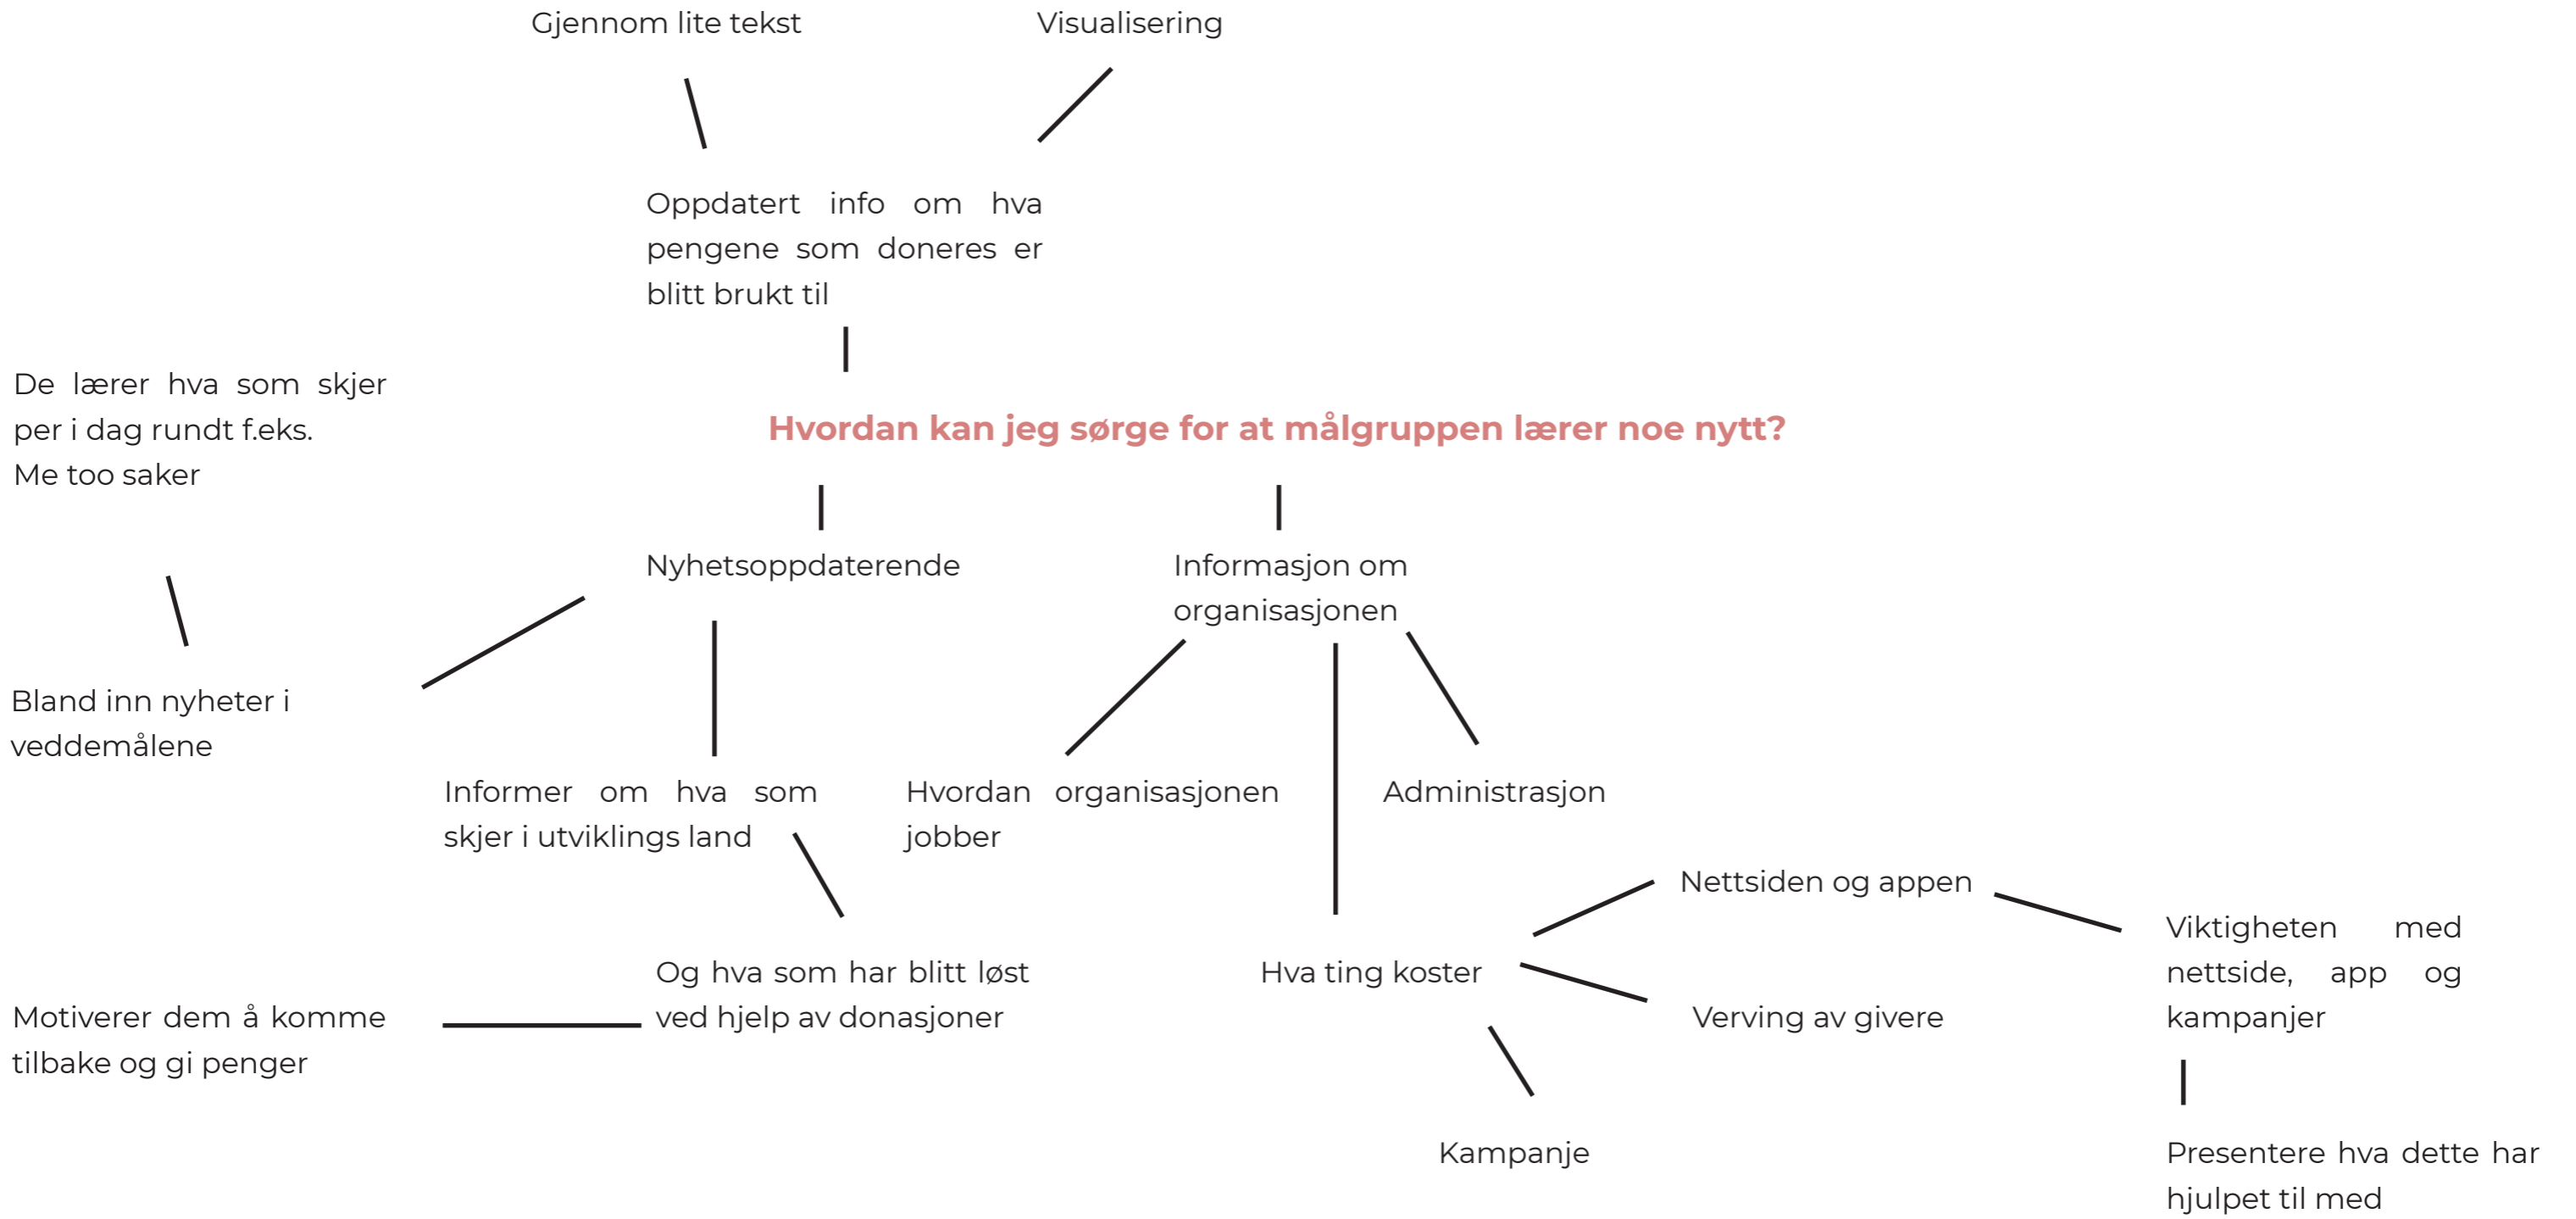 Gjennom lite tekst
Visualisering
Oppdatert info om hva
pengene som doneres er
blitt brukt til
De lærer hva som skjer
per i dag rundt f.eks.
Me too saker
Hvordan kan jeg sørge for at målgruppen lærer noe nytt?
Nyhetsoppdaterende
Informasjon om
organisasjonen
Bland inn nyheter i
veddemålene
Informer om hva som
skjer i utviklings land
Hvordan organisasjonen
jobber
Administrasjon
Nettsiden og appen
Viktigheten med
nettside, app og
kampanjer
Og hva som har blitt løst
ved hjelp av donasjoner
Hva ting koster
Motiverer dem å komme
tilbake og gi penger
Verving av givere
Kampanje
Presentere hva dette har
hjulpet til med